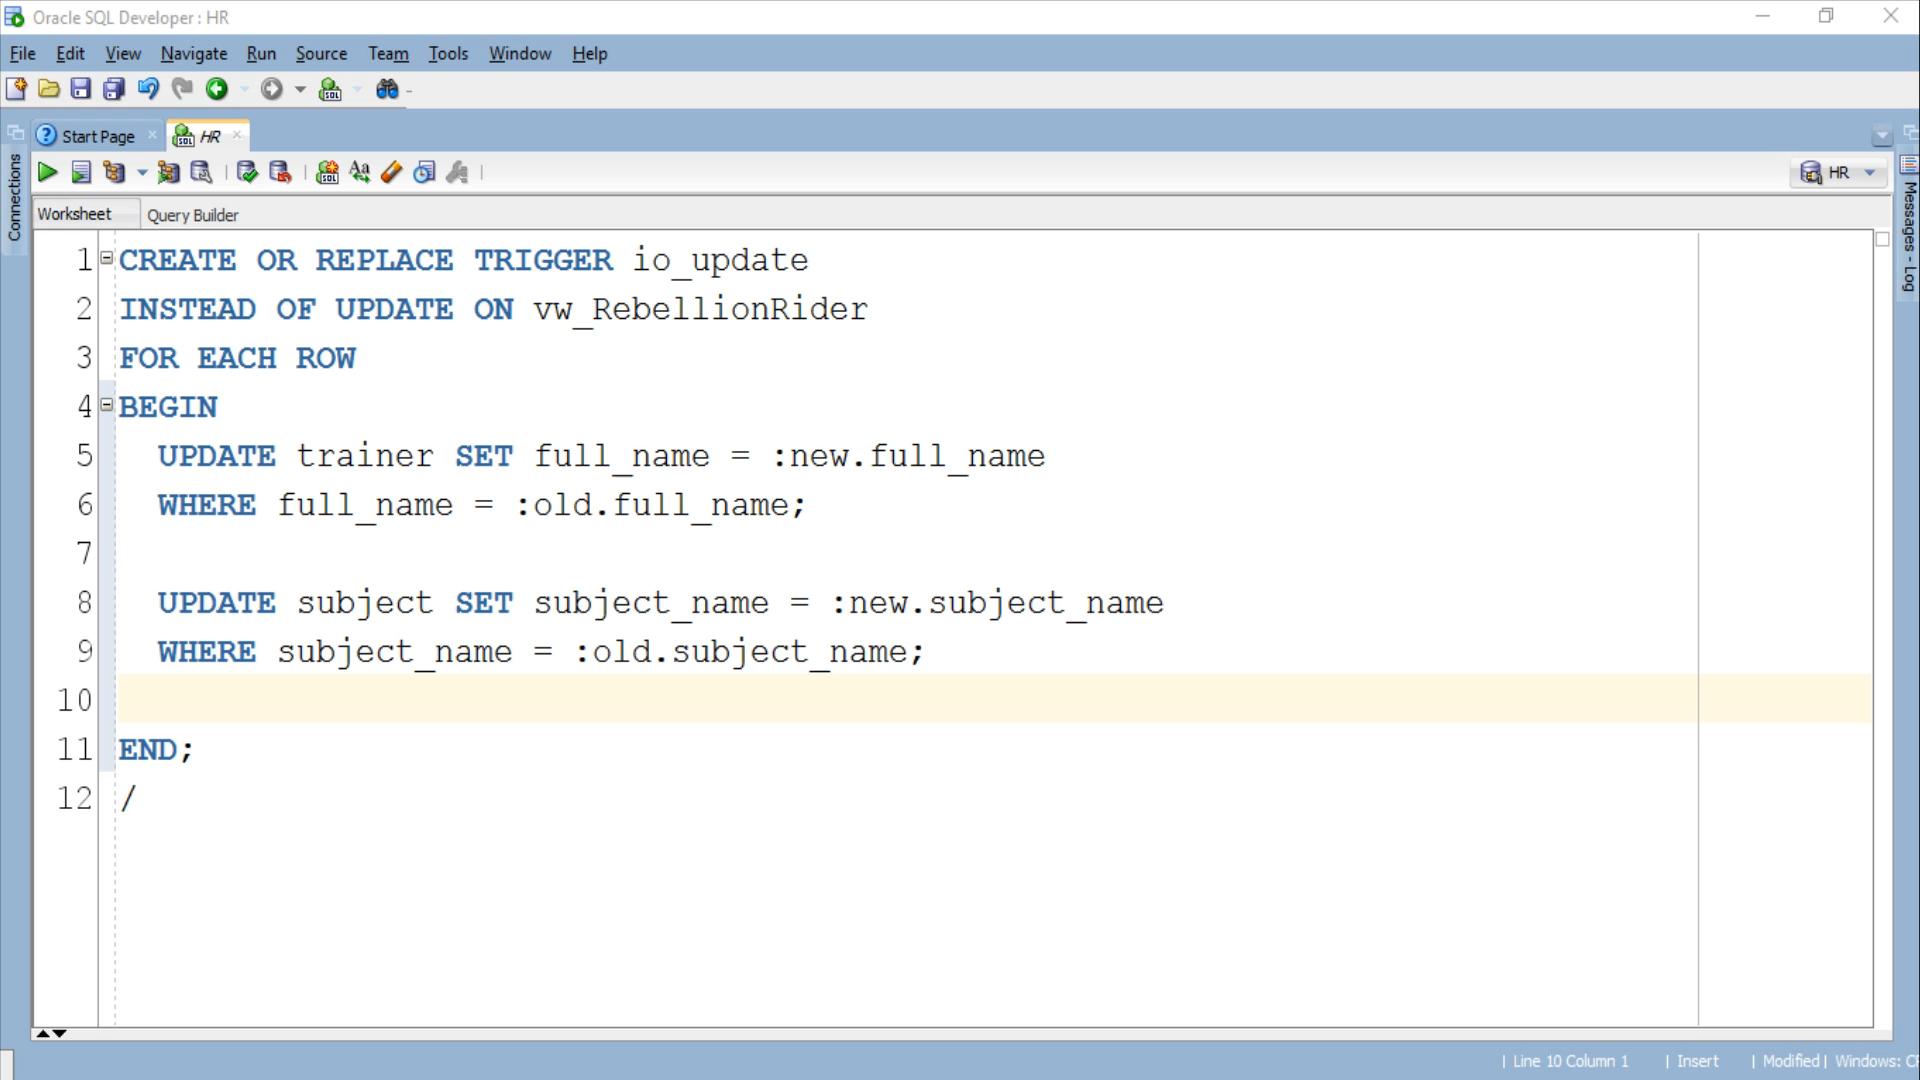 Oracle SQL Developer : HR
File Edit View Navigate Run Source Team Tools Window Help
Start Page HR
HR
Connections
Messages - Log
Worksheet Query Builder
1 CREATE OR REPLACE TRIGGER io_update
2 INSTEAD OF UPDATE ON vw_RebellionRider
3 FOR EACH ROW
4 BEGIN
5 UPDATE trainer SET full_name = :new.full_name
6 WHERE full_name = :old.full_name;
7
8 UPDATE subject SET subject_name = :new.subject_name
9 WHERE subject_name = :old.subject_name;
10
11 END;
12 /
| Line 10 Column 1 | Insert | Modified | Windows: